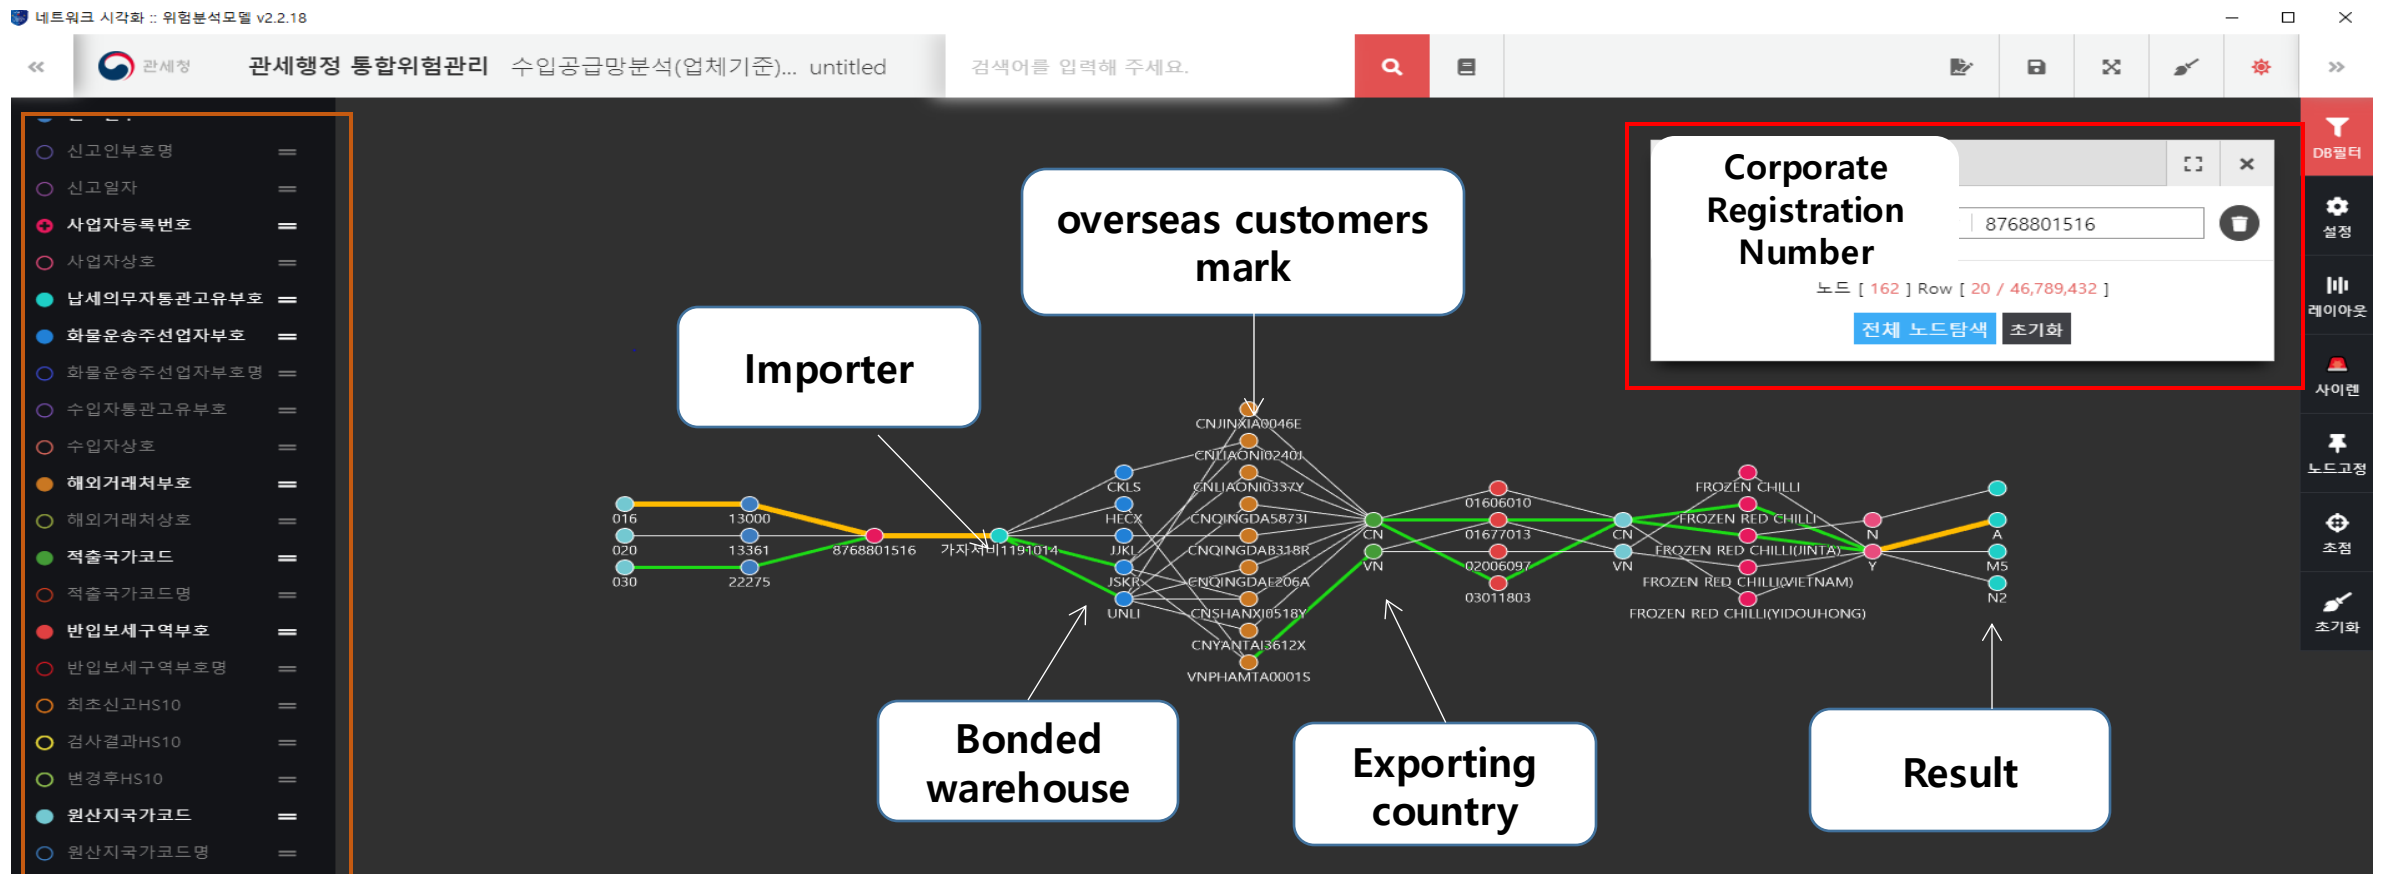 네트워크 시각화 :: 위험분석모델 v2.2.18
관세청
관세행정 통합위험관리 수입공급망분석(업체기준)... untitled
검색어를 입력해 주세요.
신고인부호명
신고일자
사업자등록번호
사업자상호
납세의무자통관고유부호
화물운송주선업자부호
화물운송주선업자부호명
수입자통관고유부호
수입자상호
해외거래처부호
해외거래처상호
적출국가코드
적출국가코드명
반입보세구역부호
반입보세구역부호명
최초신고HS10
검사결과HS10
변경후HS10
원산지국가코드
원산지국가코드명
Importer
overseas customers
mark
Corporate
Registration
Number
8768801516
노드 [ 162 ] Row [ 20 / 46,789,432 ]
전체 노드탐색 초기화
DB필터
설정
레이아웃
사이렌
노드고정
초점
초기화
016
020
030
13000
13361
22275
8768801516
CKLS
HECX
JJKL
JSKR
UNLI
CNJINXIA0046E
CNLIAONI0240J
CNLIAONI0337Y
CNQINGDA5873I
CNQINGDAB318R
CNQINGDAE206A
CNSHANXI0518Y
CNYANTAI3612X
VNPHAMTA0001S
CN
VN
01606010
01677013
02006097
03011803
CN
VN
FROZEN CHILLI
FROZEN RED CHILLI
FROZEN RED CHILLI(JINTA)
FROZEN RED CHILLI(VIETNAM)
FROZEN RED CHILLI(YIDOUHONG)
N
Y
A
M5
N2
Bonded
warehouse
Exporting
country
Result